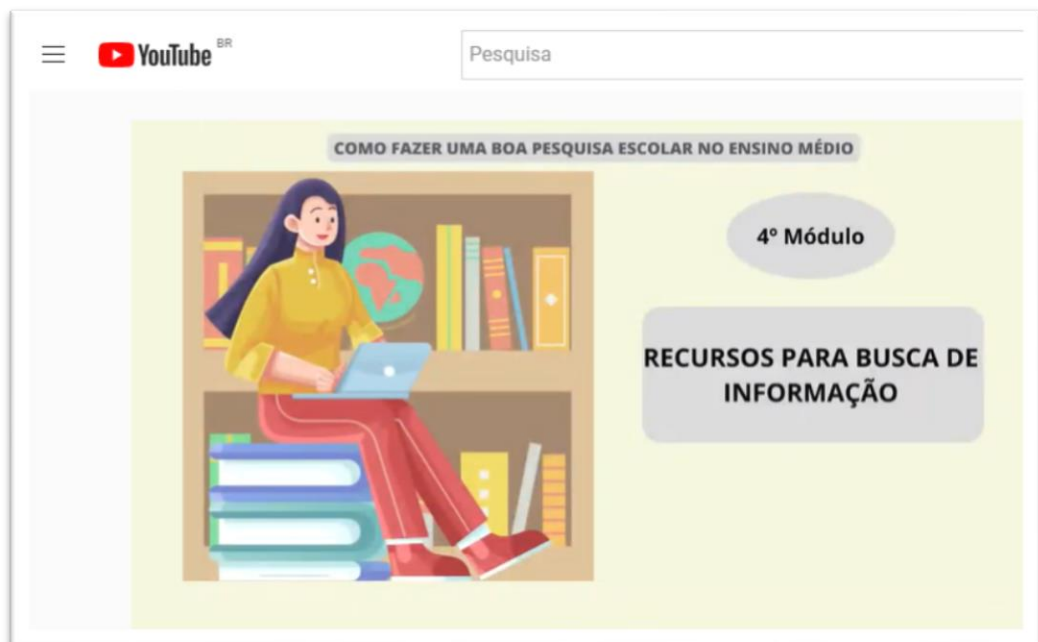 YouTube BR
Pesquisa
COMO FAZER UMA BOA PESQUISA ESCOLAR NO ENSINO MÉDIO
4º Módulo
RECURSOS PARA BUSCA DE
INFORMAÇÃO